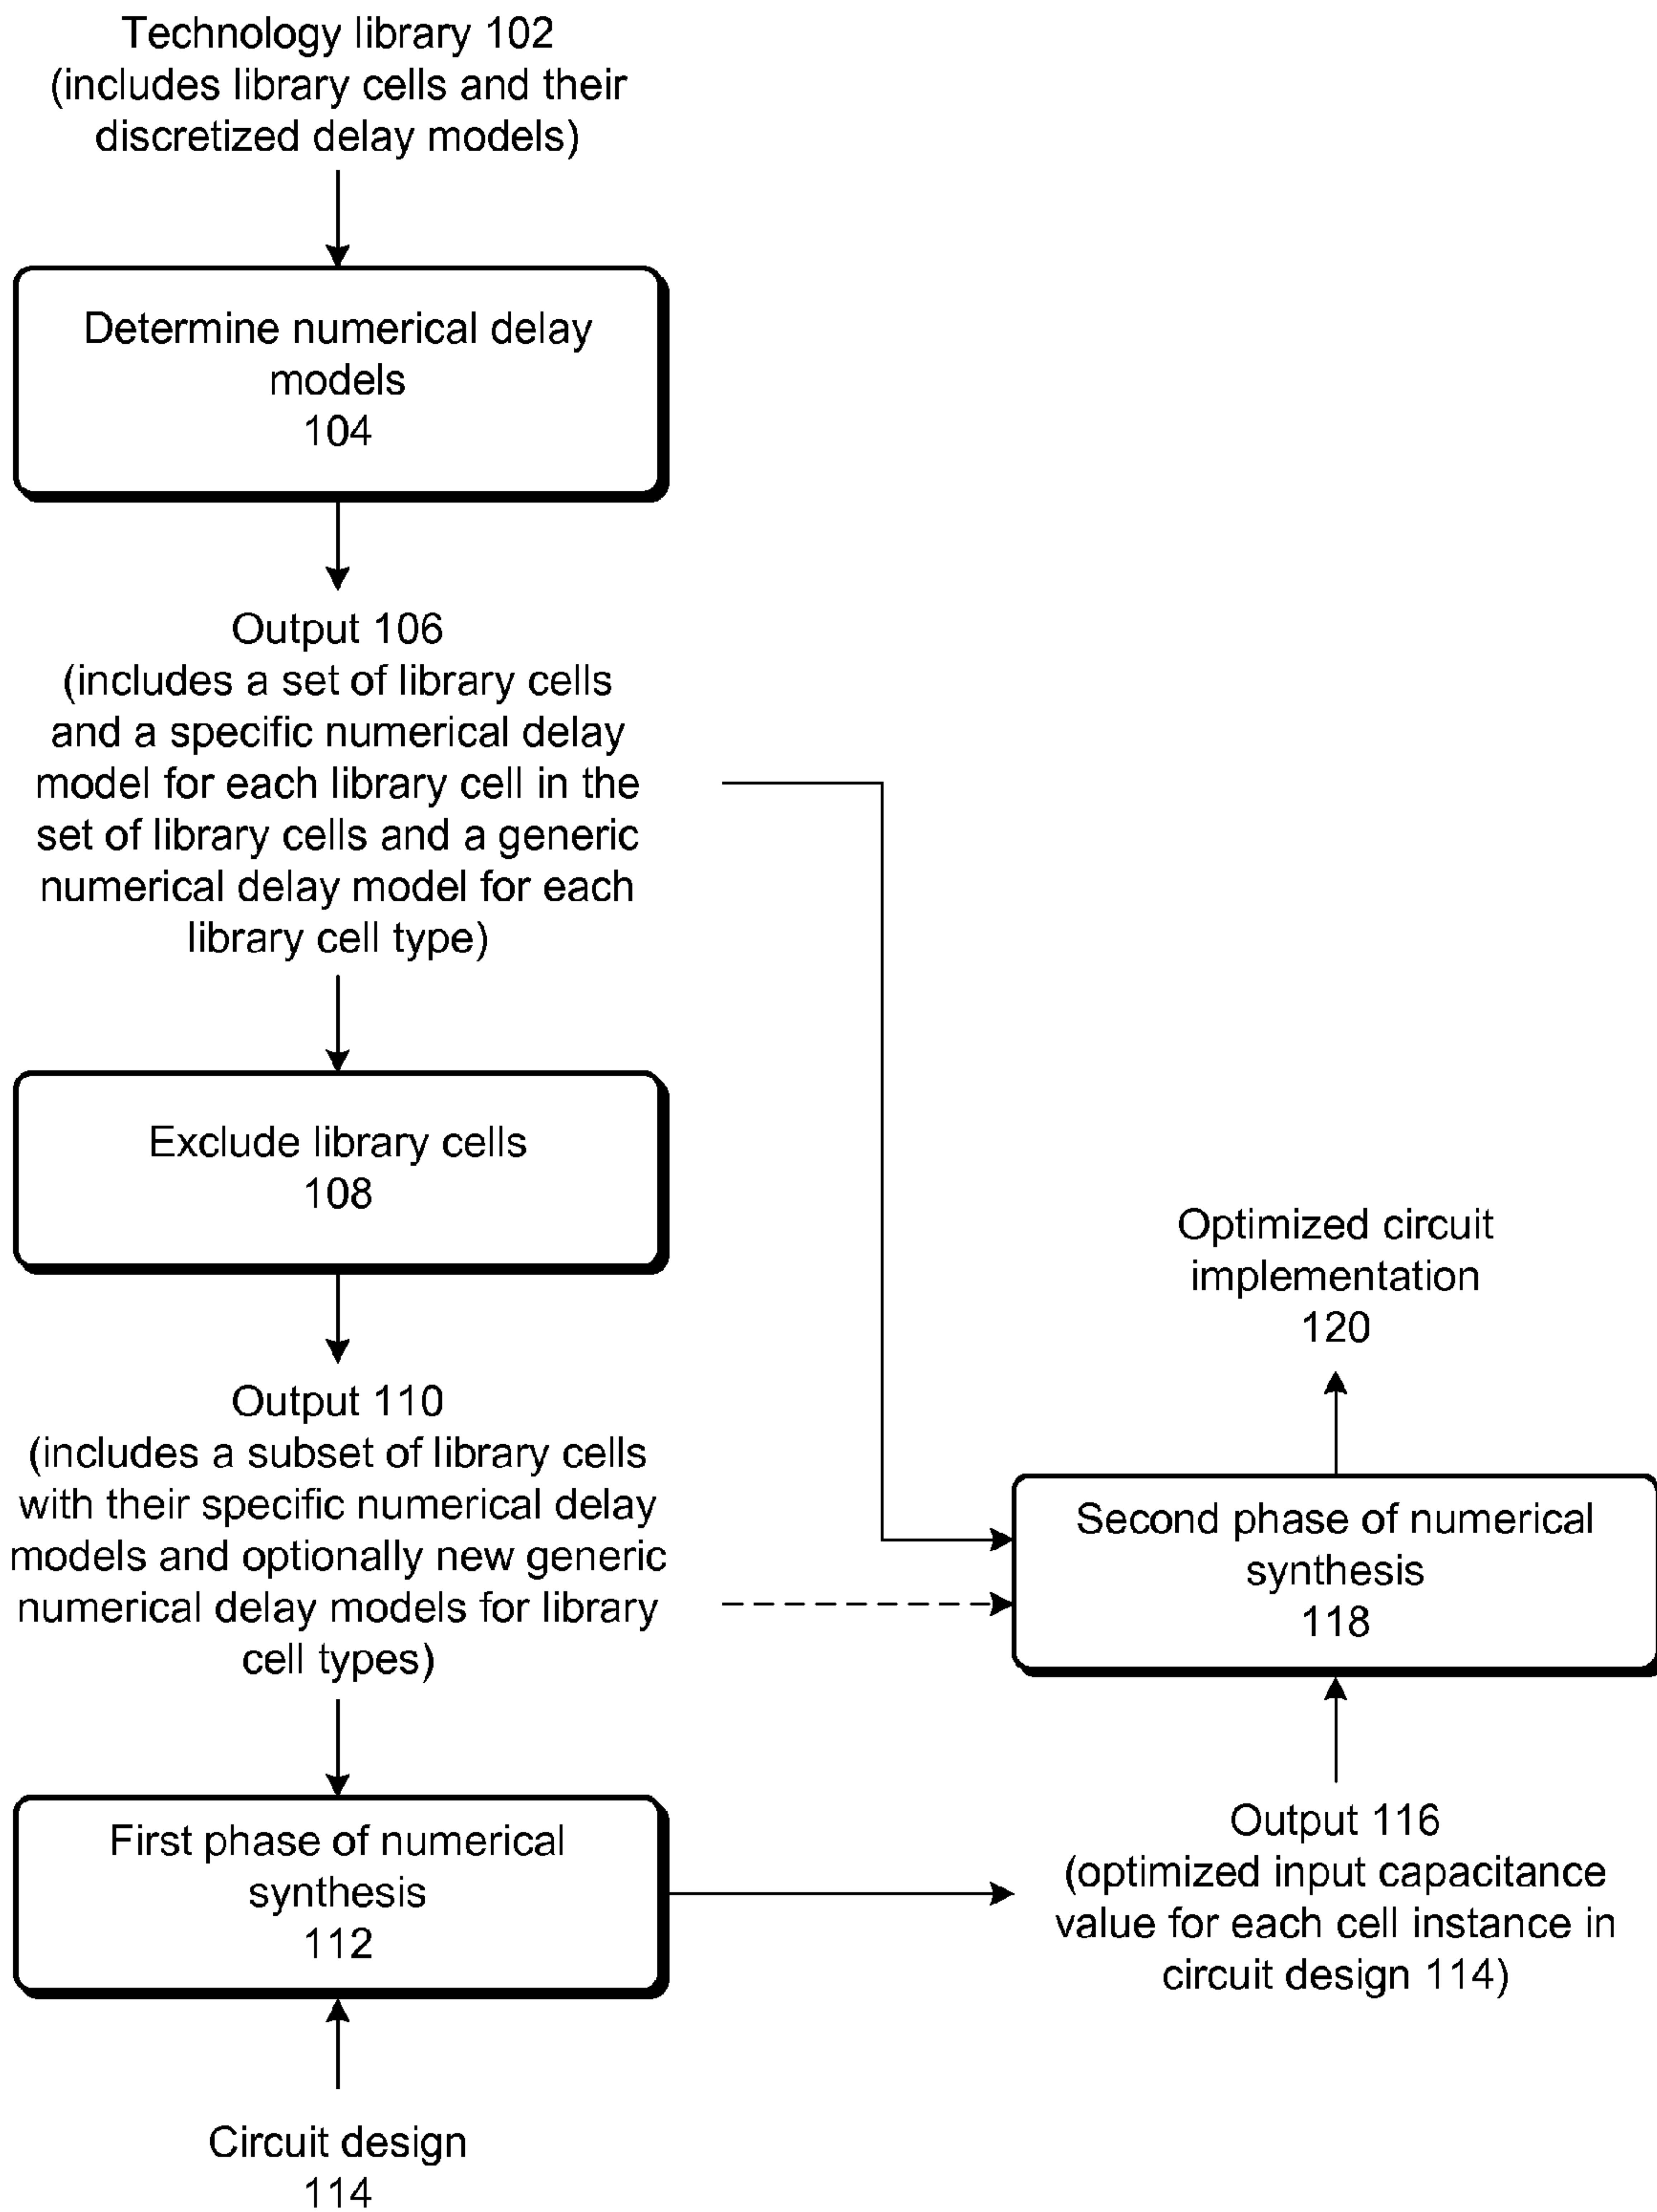 Technology library 102
(includes library cells and their
discretized delay models)
Determine numerical delay
models
104
Output 106
(includes a set of library cells
and a specific numerical delay
model for each library cell in the
set of library cells and a generic
numerical delay model for each
library cell type)
Exclude library cells
108
Output 110
(includes a subset of library cells
with their specific numerical delay
models and optionally new generic
numerical delay models for library
cell types)
First phase of numerical
synthesis
112
Circuit design
114
Output 116
(optimized input capacitance
value for each cell instance in
circuit design 114)
Second phase of numerical
synthesis
118
Optimized circuit
implementation
120